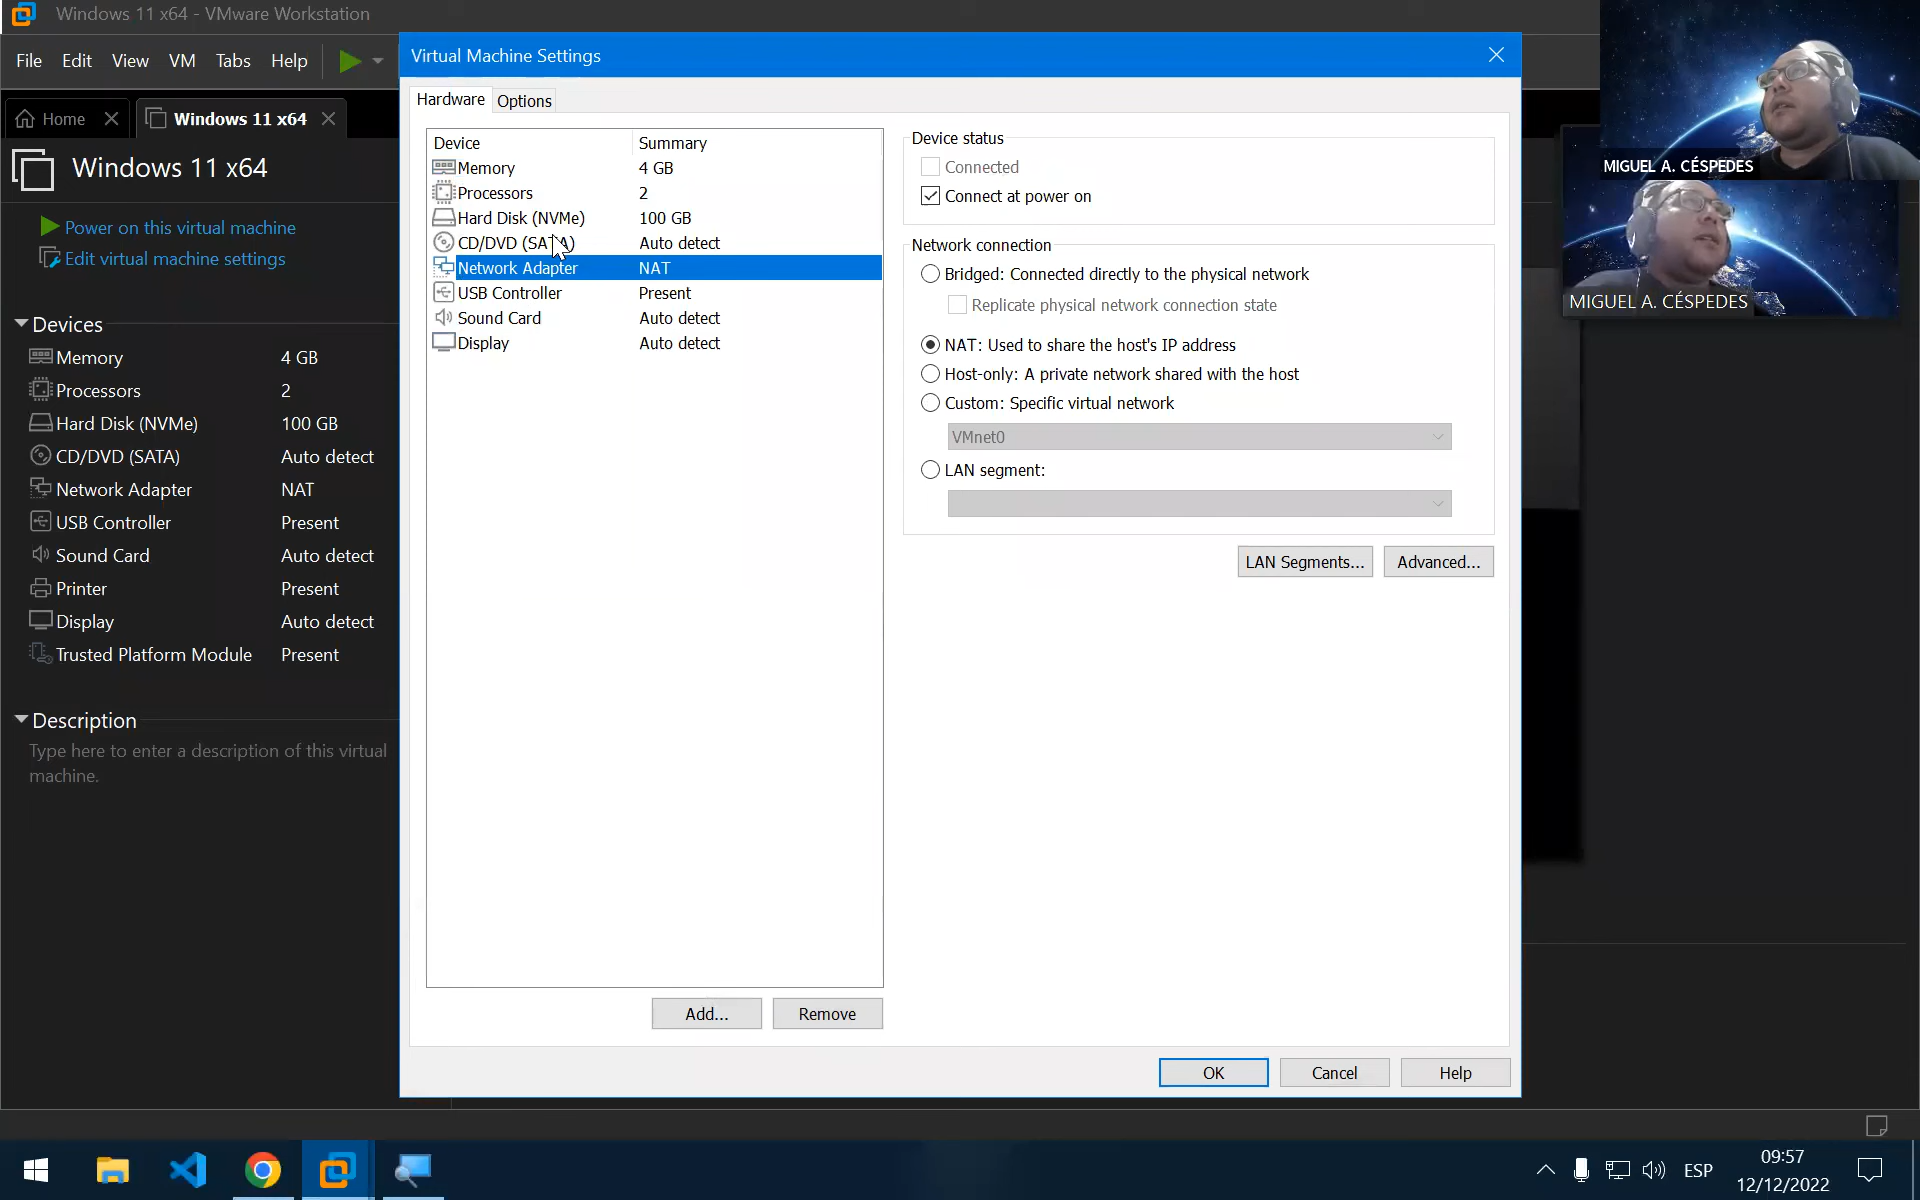 Windows 11 x64 - VMware Workstation
File Edit View VM Tabs Help
Home
Windows 11 x64
Windows 11 x64
Power on this virtual machine
Edit virtual machine settings
Devices
Memory 4 GB
Processors 2
Hard Disk (NVMe) 100 GB
CD/DVD (SATA) Auto detect
Network Adapter NAT
USB Controller Present
Sound Card Auto detect
Printer Present
Display Auto detect
Trusted Platform Module Present
Description
Type here to enter a description of this virtual
machine.
Virtual Machine Settings
Hardware Options
Device Summary
Memory 4 GB
Processors 2
Hard Disk (NVMe) 100 GB
CD/DVD (SATA) Auto detect
Network Adapter NAT
USB Controller Present
Sound Card Auto detect
Display Auto detect
Add... Remove
Device status
Connected
Connect at power on
Network connection
Bridged: Connected directly to the physical network
Replicate physical network connection state
NAT: Used to share the host's IP address
Host-only: A private network shared with the host
Custom: Specific virtual network
VMnet0
LAN segment:
LAN Segments... Advanced...
OK Cancel Help
MIGUEL A. CÉSPEDES
MIGUEL A. CÉSPEDES
ESP
09:57
12/12/2022